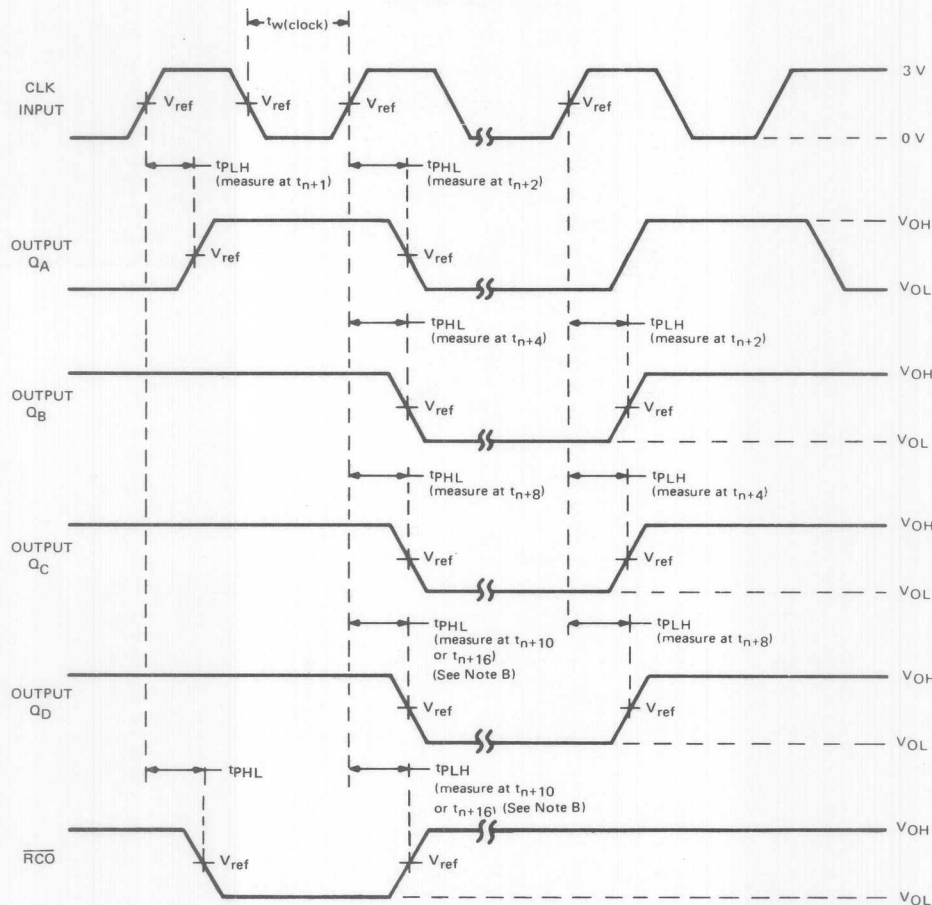 tw(clock)
CLK
INPUT
Vref
Vref
Vref
Vref
3 V
0 V
tPLH
(measure at tn+1)
tPHL
(measure at tn+2)
OUTPUT
QA
Vref
Vref
VOH
VOL
tPHL
(measure at tn+4)
tPLH
(measure at tn+2)
OUTPUT
QB
Vref
Vref
VOH
VOL
tPHL
(measure at tn+8)
tPLH
(measure at tn+4)
OUTPUT
QC
Vref
Vref
VOH
VOL
tPHL
(measure at tn+10
or tn+16)
(See Note B)
tPLH
(measure at tn+8)
OUTPUT
QD
Vref
Vref
VOH
VOL
tPHL
tPLH
(measure at tn+10
or tn+16) (See Note B)
RCO
Vref
Vref
VOH
VOL